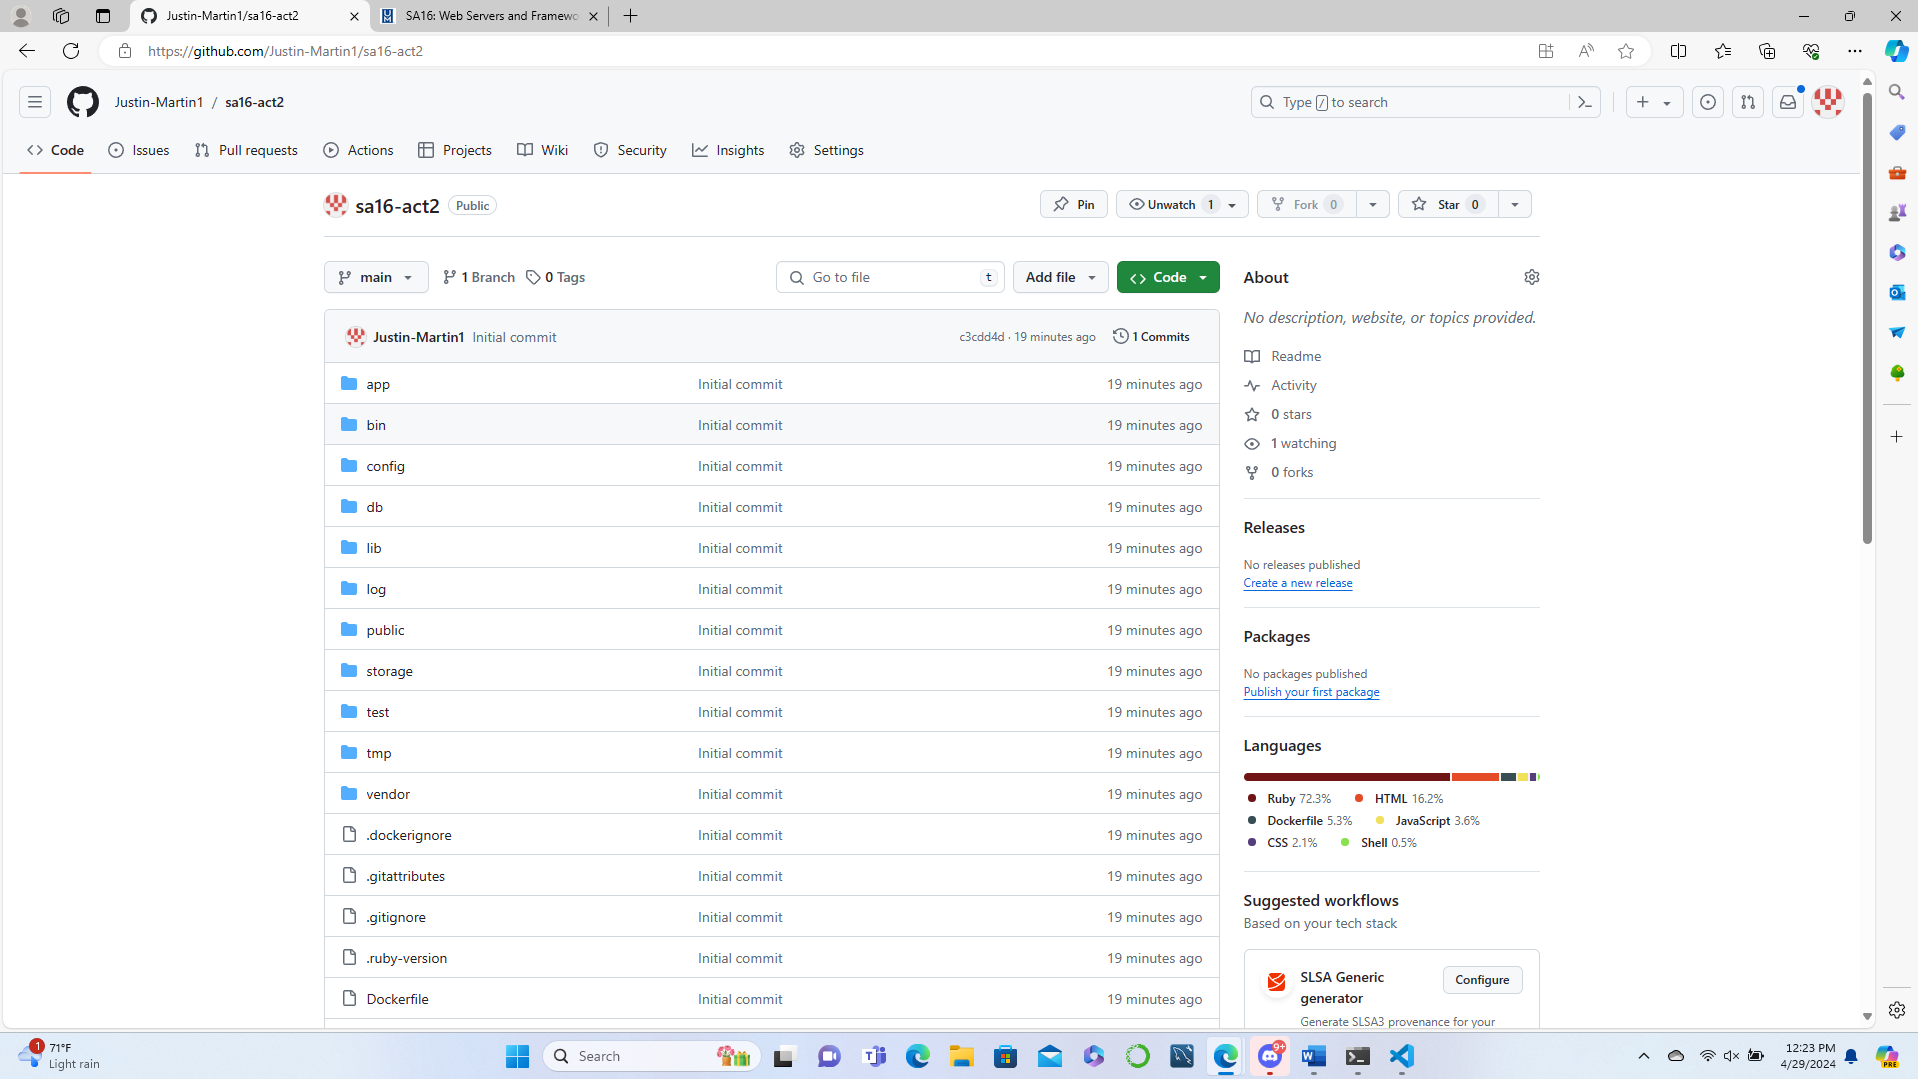 Justin-Martin1/sa16-act2
SA16: Web Servers and Framewo
https://github.com/Justin-Martin1/sa16-act2
Justin-Martin1 / sa16-act2
Type / to search
Code
Issues
Pull requests
Actions
Projects
Wiki
Security
Insights
Settings
sa16-act2 Public
Pin
Unwatch 1
Fork 0
Star 0
main
1 Branch
0 Tags
Go to file t
Add file
Code
Justin-Martin1 Initial commit c3cdd4d · 19 minutes ago 1 Commits
app Initial commit 19 minutes ago
bin Initial commit 19 minutes ago
config Initial commit 19 minutes ago
db Initial commit 19 minutes ago
lib Initial commit 19 minutes ago
log Initial commit 19 minutes ago
public Initial commit 19 minutes ago
storage Initial commit 19 minutes ago
test Initial commit 19 minutes ago
tmp Initial commit 19 minutes ago
vendor Initial commit 19 minutes ago
.dockerignore Initial commit 19 minutes ago
.gitattributes Initial commit 19 minutes ago
.gitignore Initial commit 19 minutes ago
.ruby-version Initial commit 19 minutes ago
Dockerfile Initial commit 19 minutes ago
About
No description, website, or topics provided.
Readme
Activity
0 stars
1 watching
0 forks
Releases
No releases published
Create a new release
Packages
No packages published
Publish your first package
Languages
Ruby 72.3% HTML 16.2%
Dockerfile 5.3% JavaScript 3.6%
CSS 2.1% Shell 0.5%
Suggested workflows
Based on your tech stack
SLSA Generic
generator
Configure
Generate SLSA3 provenance for your
1
71°F
Light rain
Search
9+
12:23 PM
4/29/2024
PRE